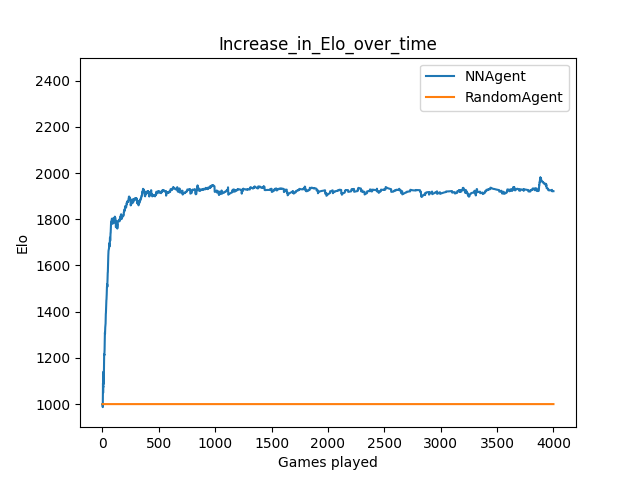 Increase_in_Elo_over_time
NNAgent
RandomAgent
2400
2200
2000
1800
1600
1400
1200
1000
Elo
0 500 1000 1500 2000 2500 3000 3500 4000
Games played